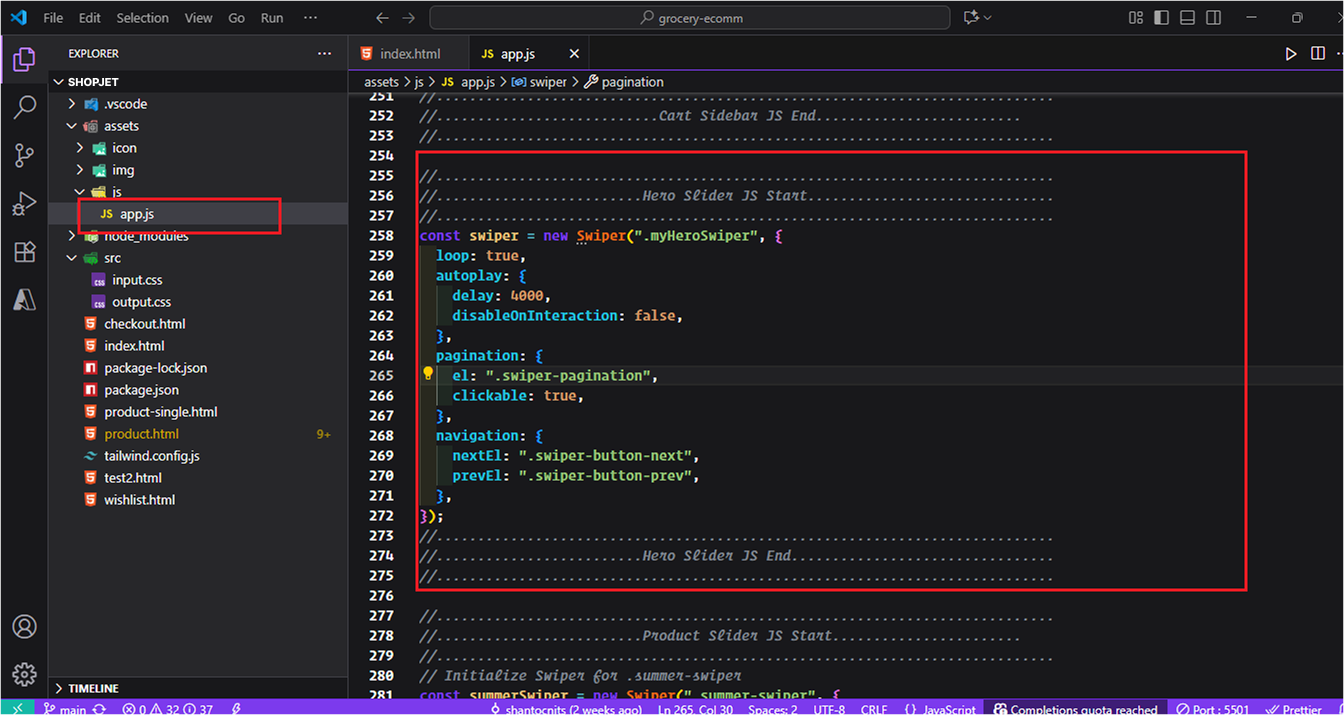 File Edit Selection View Go Run ··· grocery-ecomm
EXPLORER ···
SHOPJET
.vscode
assets
icon
img
js
JS app.js
node_modules
src
input.css
output.css
checkout.html
index.html
package-lock.json
package.json
product-single.html
product.html 9+
tailwind.config.js
test2.html
wishlist.html
TIMELINE
index.html JS app.js
assets > js > JS app.js > swiper > pagination
251 //...........................................................................
252 //...........................Cart Sidebar JS End.........................
253 //...........................................................................
254
255 //...........................................................................
256 //.........................Hero Slider JS Start..............................
257 //...........................................................................
258 const swiper = new Swiper(".myHeroSwiper", {
259 loop: true,
260 autoplay: {
261 delay: 4000,
262 disableOnInteraction: false,
263 },
264 pagination: {
265 el: ".swiper-pagination",
266 clickable: true,
267 },
268 navigation: {
269 nextEl: ".swiper-button-next",
270 prevEl: ".swiper-button-prev",
271 },
272 });
273 //...........................................................................
274 //.........................Hero Slider JS End................................
275 //...........................................................................
276
277 //...........................................................................
278 //.........................Product Slider JS Start.......................
279 //...........................................................................
280 // Initialize Swiper for .summer-swiper
281 const summerSwiper = new Swiper(".summer-swiper", {
main 0 32 37 shantocnits (2 weeks ago) Ln 265, Col 30 Spaces: 2 UTF-8 CRLF {} JavaScript Completions quota reached Port : 5501 Prettier